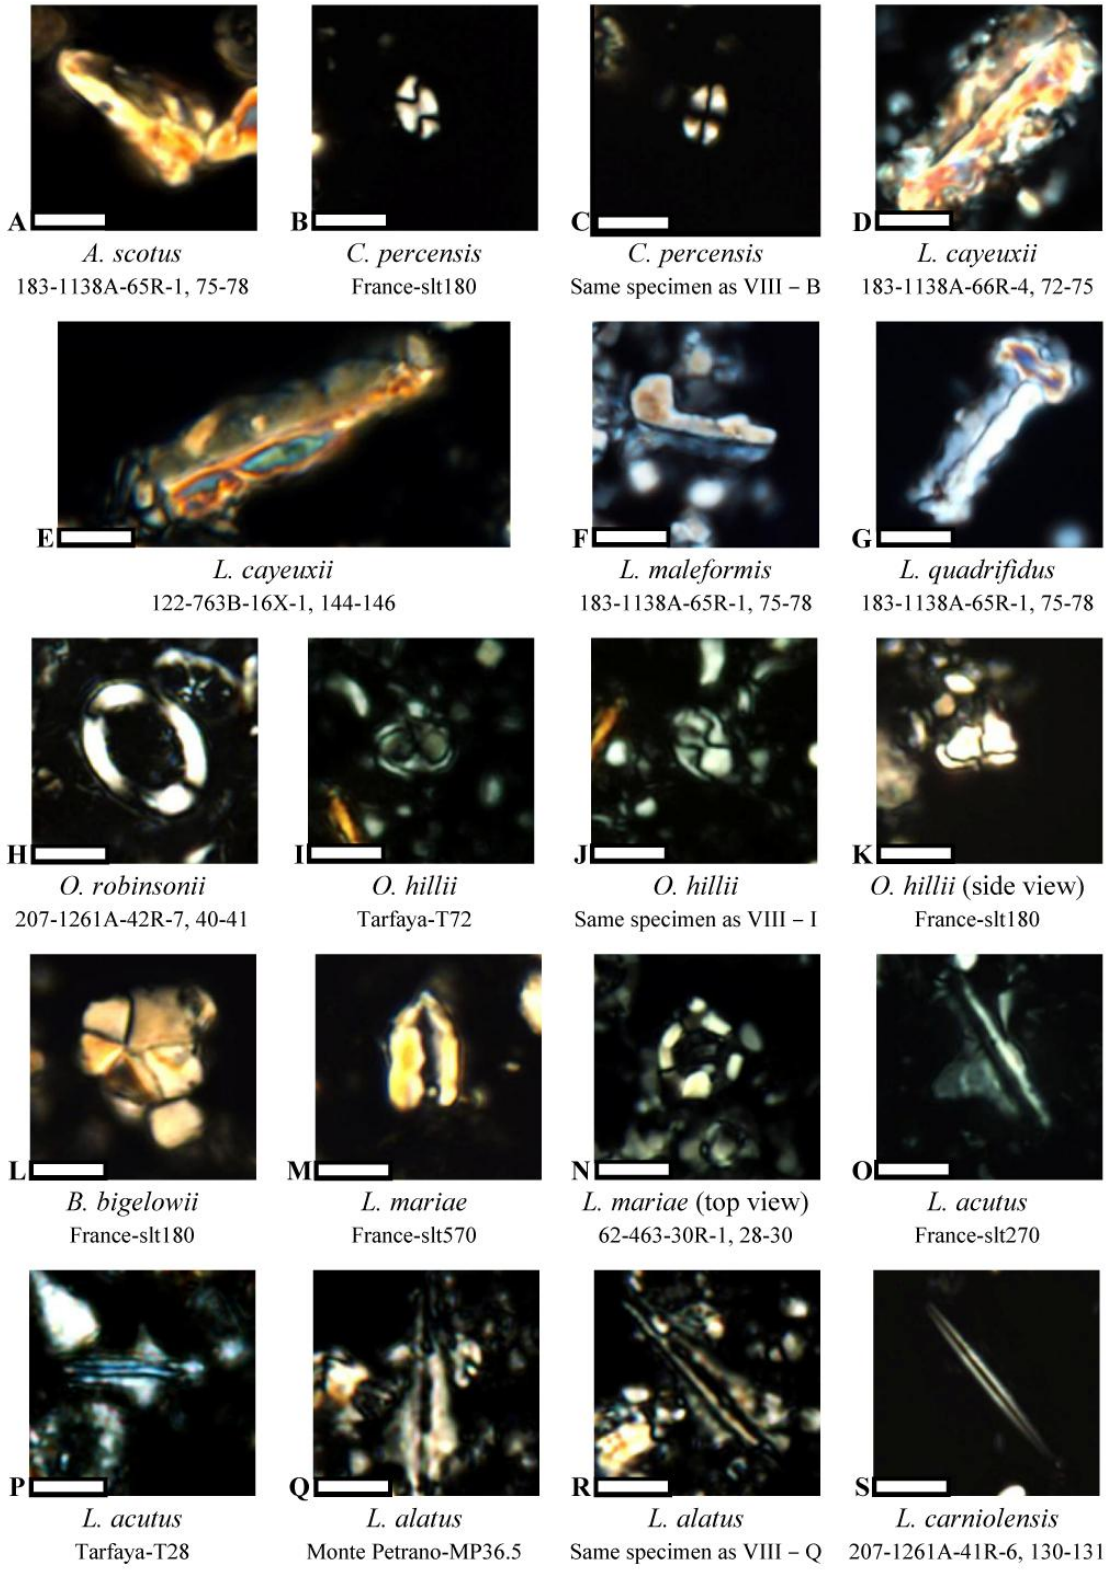 A B C D
A. scotus C. percensis C. percensis L. cayeuxii
183-1138A-65R-1, 75-78 France-slt180 Same specimen as VIII – B 183-1138A-66R-4, 72-75
E F G
L. cayeuxii L. maleformis L. quadrifidus
122-763B-16X-1, 144-146 183-1138A-65R-1, 75-78 183-1138A-65R-1, 75-78
H I J K
O. robinsonii O. hillii O. hillii O. hillii (side view)
207-1261A-42R-7, 40-41 Tarfaya-T72 Same specimen as VIII – I France-slt180
L M N O
B. bigelowii L. mariae L. mariae (top view) L. acutus
France-slt180 France-slt570 62-463-30R-1, 28-30 France-slt270
P Q R S
L. acutus L. alatus L. alatus L. carniolensis
Tarfaya-T28 Monte Petrano-MP36.5 Same specimen as VIII – Q 207-1261A-41R-6, 130-131